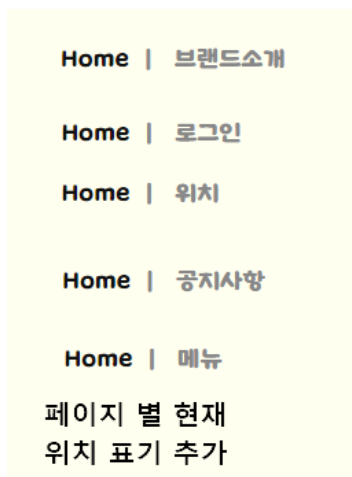 Home | 브랜드소개
Home | 로그인
Home | 위치
Home | 공지사항
Home | 메뉴
페이지 별 현재
위치 표기 추가